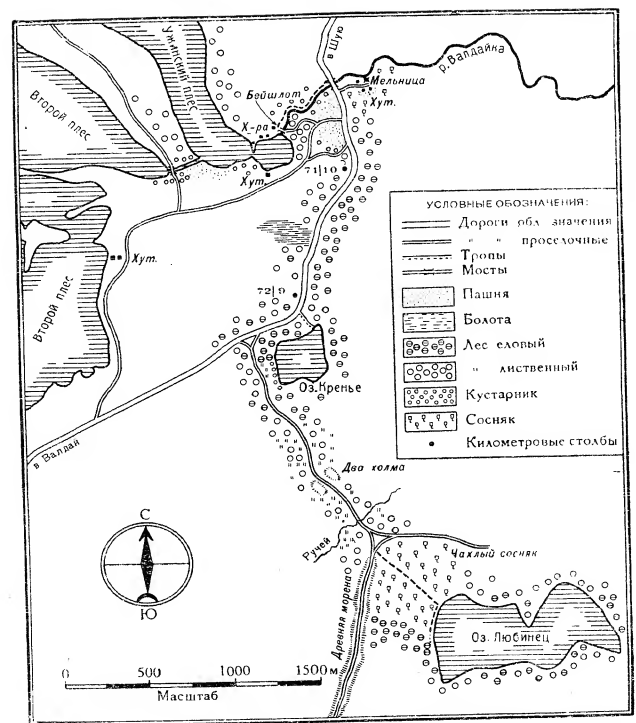 в Шую
р. Валдайка
Ужинский плес
Мельница
Бейшлот
Хут.
Второй плес
Х-ра
71|10
Хут.
УСЛОВНЫЕ ОБОЗНАЧЕНИЯ:
Дороги обл. значения
" " проселочные
Тропы
Мосты
Пашня
Болота
Лес еловый
" лиственный
Кустарник
Сосняк
Километровые столбы
Хут.
72|9
Второй плес
Оз. Кренье
в Валдай
Два холма
С
Ю
Ручей
Чахлый сосняк
Древняя морена
Оз. Любинец
0 500 1000 1500 м
Масштаб